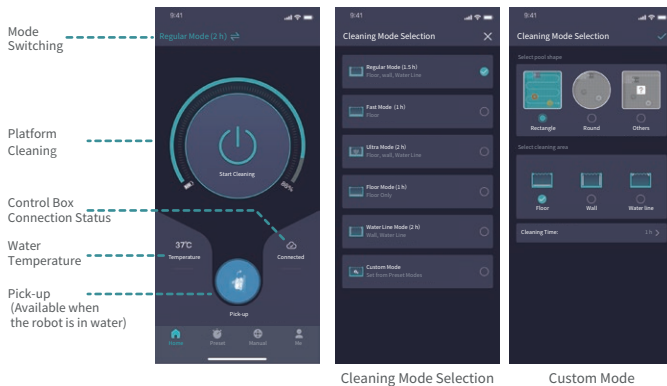 Mode
Switching
Platform
Cleaning
Control Box
Connection Status
Water
Temperature
Pick-up
(Available when
the robot is in water)
9:41
Regular Mode (2 h)
Start Cleaning
86%
37°C
Temperature
Connected
Pick-up
Home
Preset
Manual
Me
9:41
Cleaning Mode Selection
Regular Mode (1.5 h)
Floor, wall, Water Line
Fast Mode (1 h)
Floor
Ultra Mode (2 h)
Floor, wall, Water Line
Floor Mode (1 h)
Floor Only
Water Line Mode (2 h)
Wall, Water Line
Custom Mode
Set from Preset Modes
Cleaning Mode Selection
9:41
Cleaning Mode Selection
Select pool shape
?
Rectangle
Round
Others
Select cleaning area
Floor
Wall
Water line
Cleaning Time:
1 h
Custom Mode